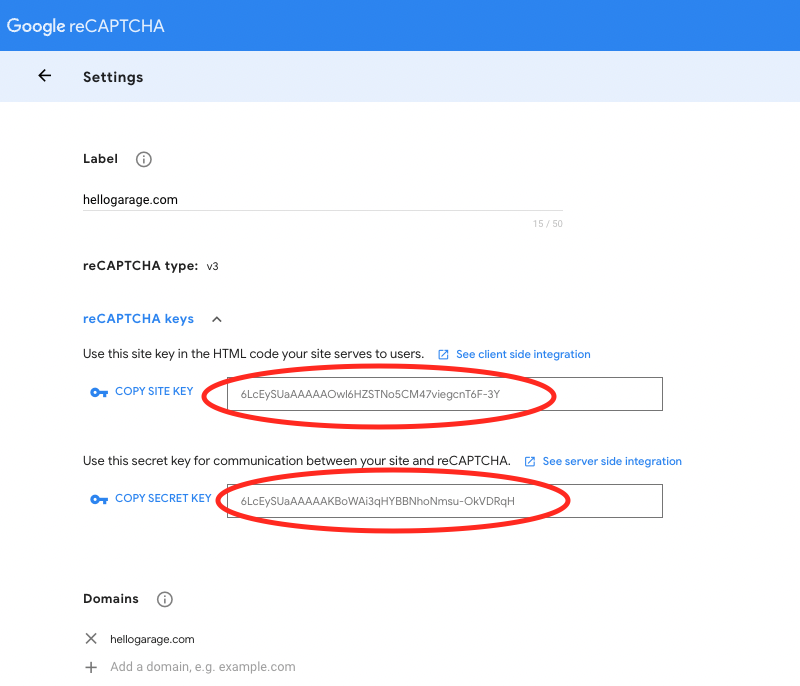 Google reCAPTCHA
Settings
Label
hellogarage.com
15 / 50
reCAPTCHA type: v3
reCAPTCHA keys
Use this site key in the HTML code your site serves to users. See client side integration
COPY SITE KEY 6LcEySUaAAAAAOwI6HZSTNo5CM47viegcnT6F-3Y
Use this secret key for communication between your site and reCAPTCHA. See server side integration
COPY SECRET KEY 6LcEySUaAAAAAKBoWAi3qHYBBNhoNmsu-OkVDRqH
Domains
hellogarage.com
Add a domain, e.g. example.com